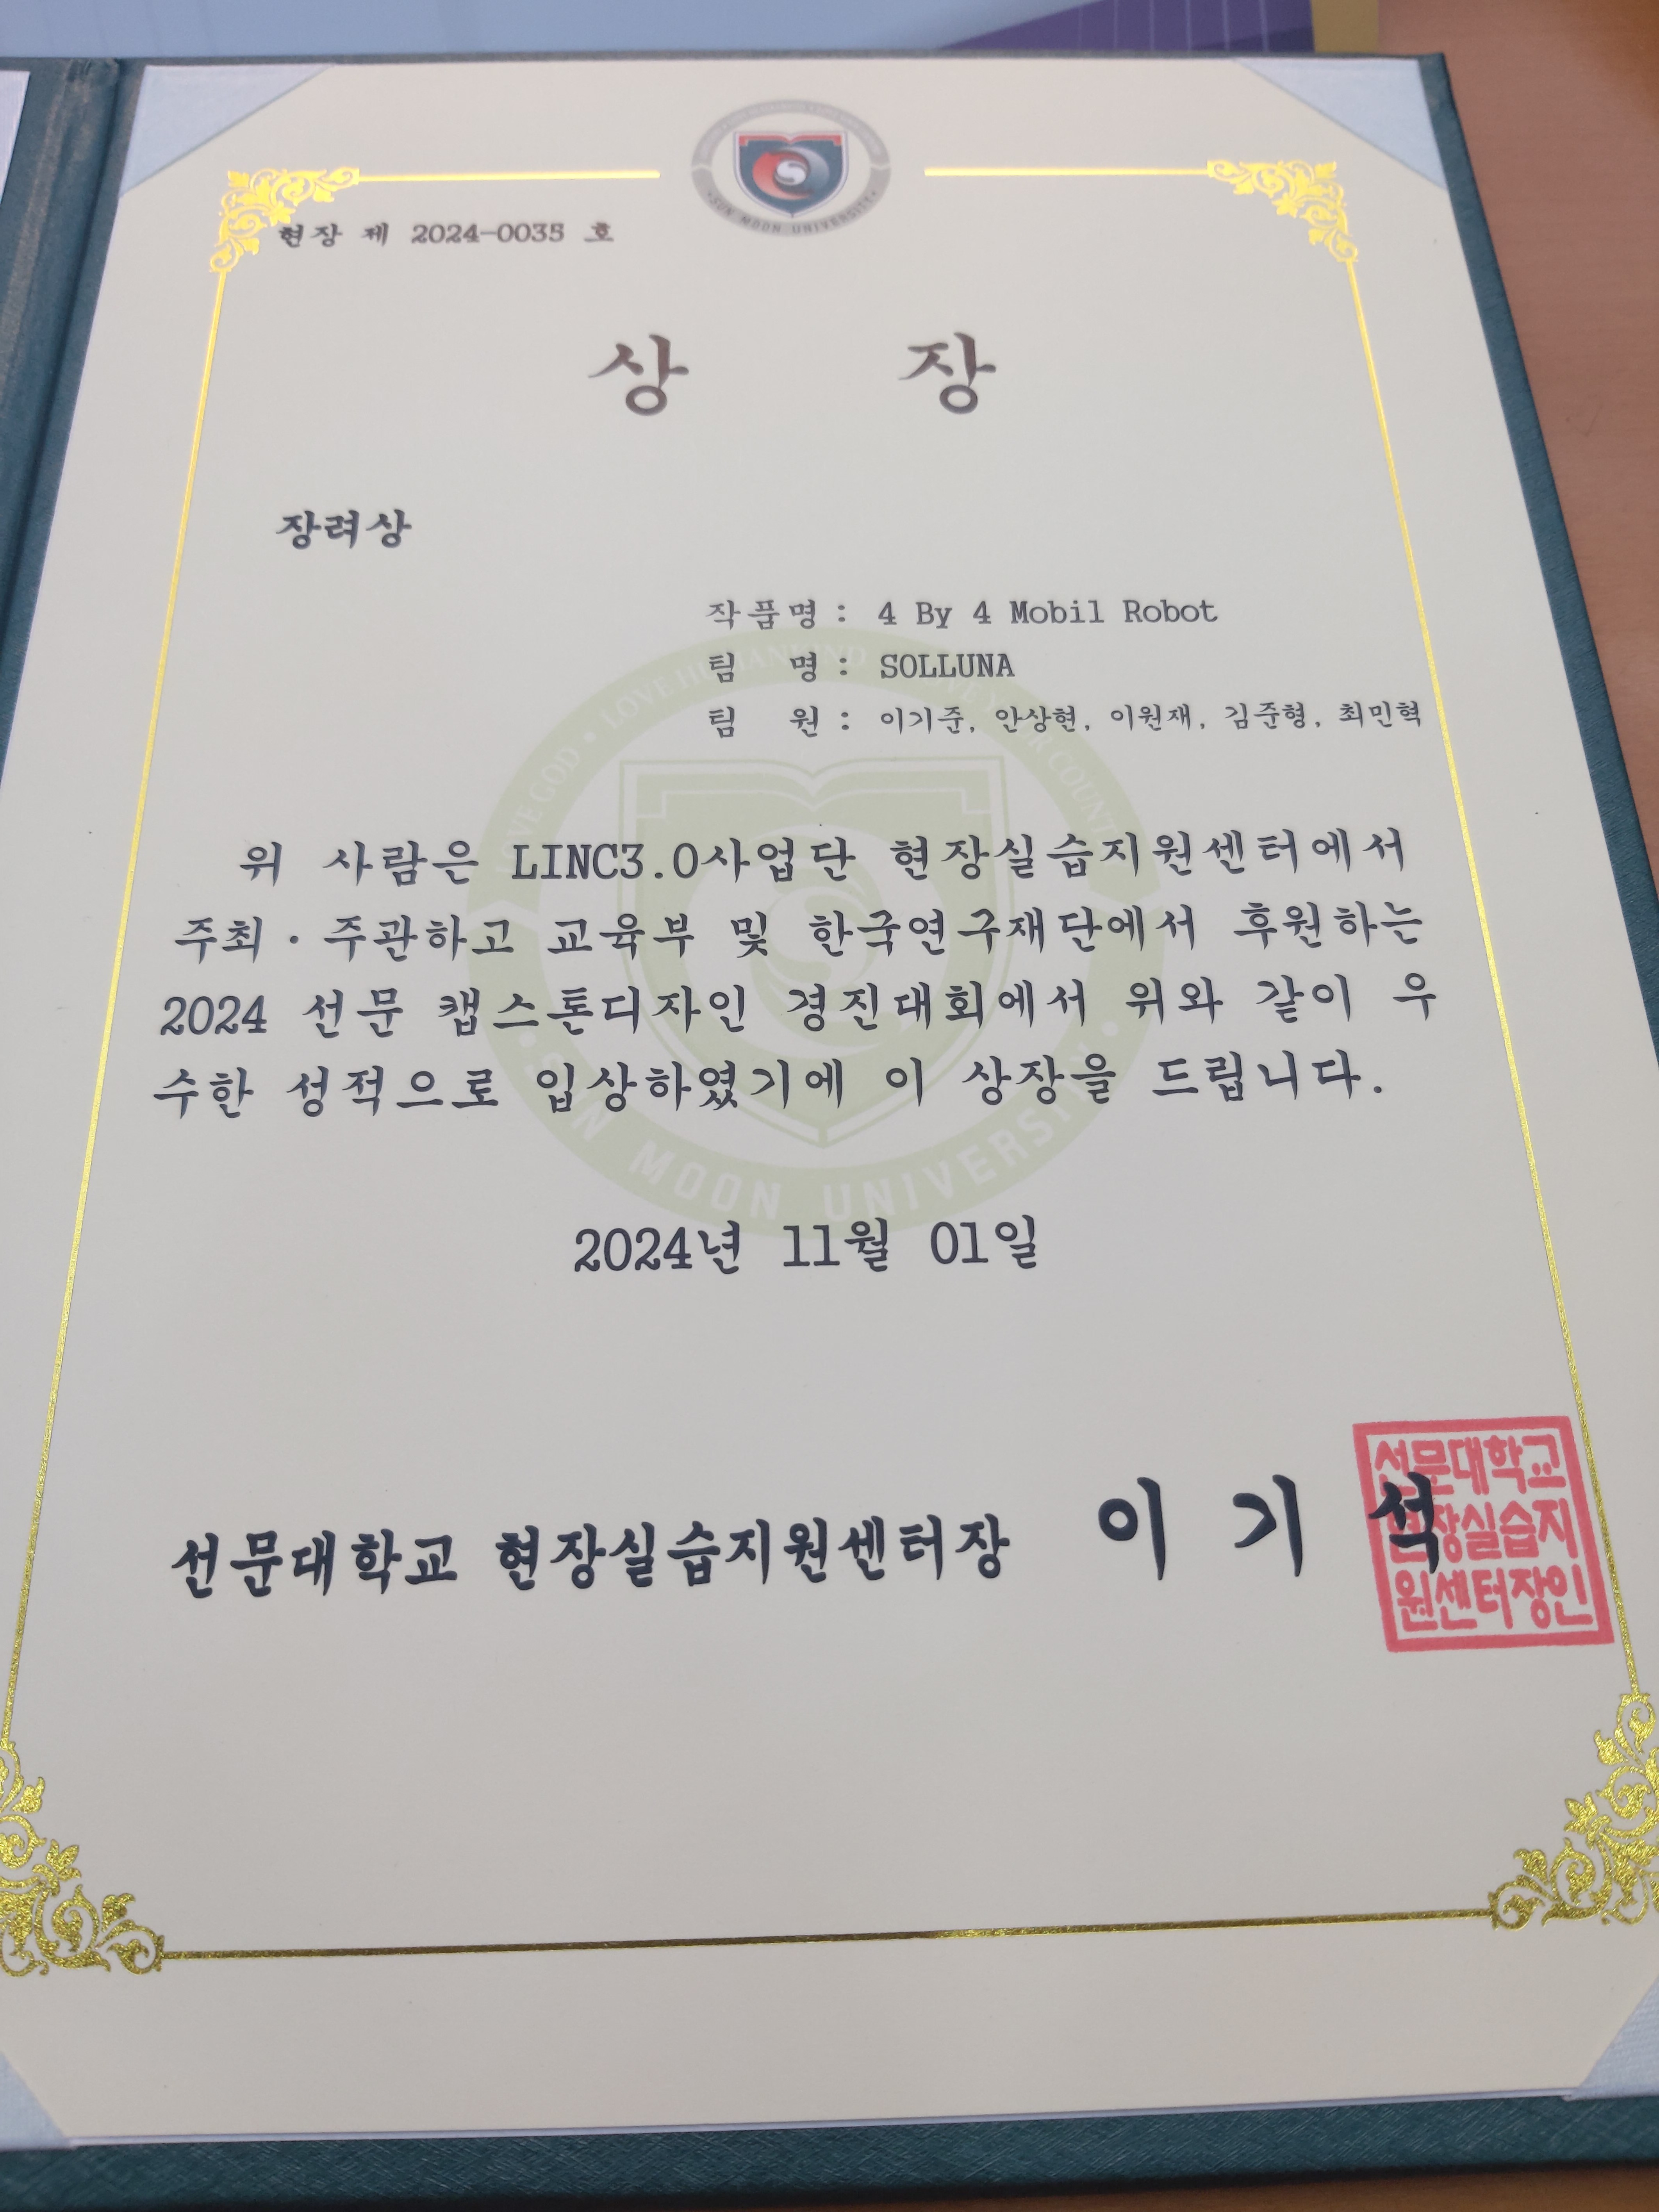 SUN MOON UNIVERSITY
현장 제 2024-0035 호
상 장
장려상
작품명 : 4 By 4 Mobil Robot
팀 명 : SOLLUNA
팀 원 : 이기준, 안상현, 이원재, 김준형, 최민혁
위 사람은 LINC3.0사업단 현장실습지원센터에서
주최·주관하고 교육부 및 한국연구재단에서 후원하는
2024 선문 캡스톤디자인 경진대회에서 위와 같이 우
수한 성적으로 입상하였기에 이 상장을 드립니다.
LOVE GOD • LOVE HUMANKIND
SUN MOON UNIVERSITY
2024년 11월 01일
선문대학교 현장실습지원센터장 이 기 석
선문대학교
현장실습지
원센터장인